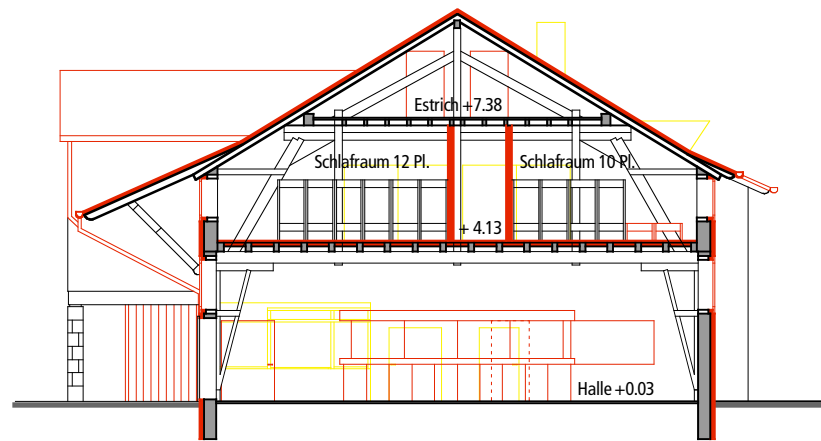 Estrich +7.38
Schlafraum 12 Pl.
Schlafraum 10 Pl.
+ 4.13
Halle +0.03